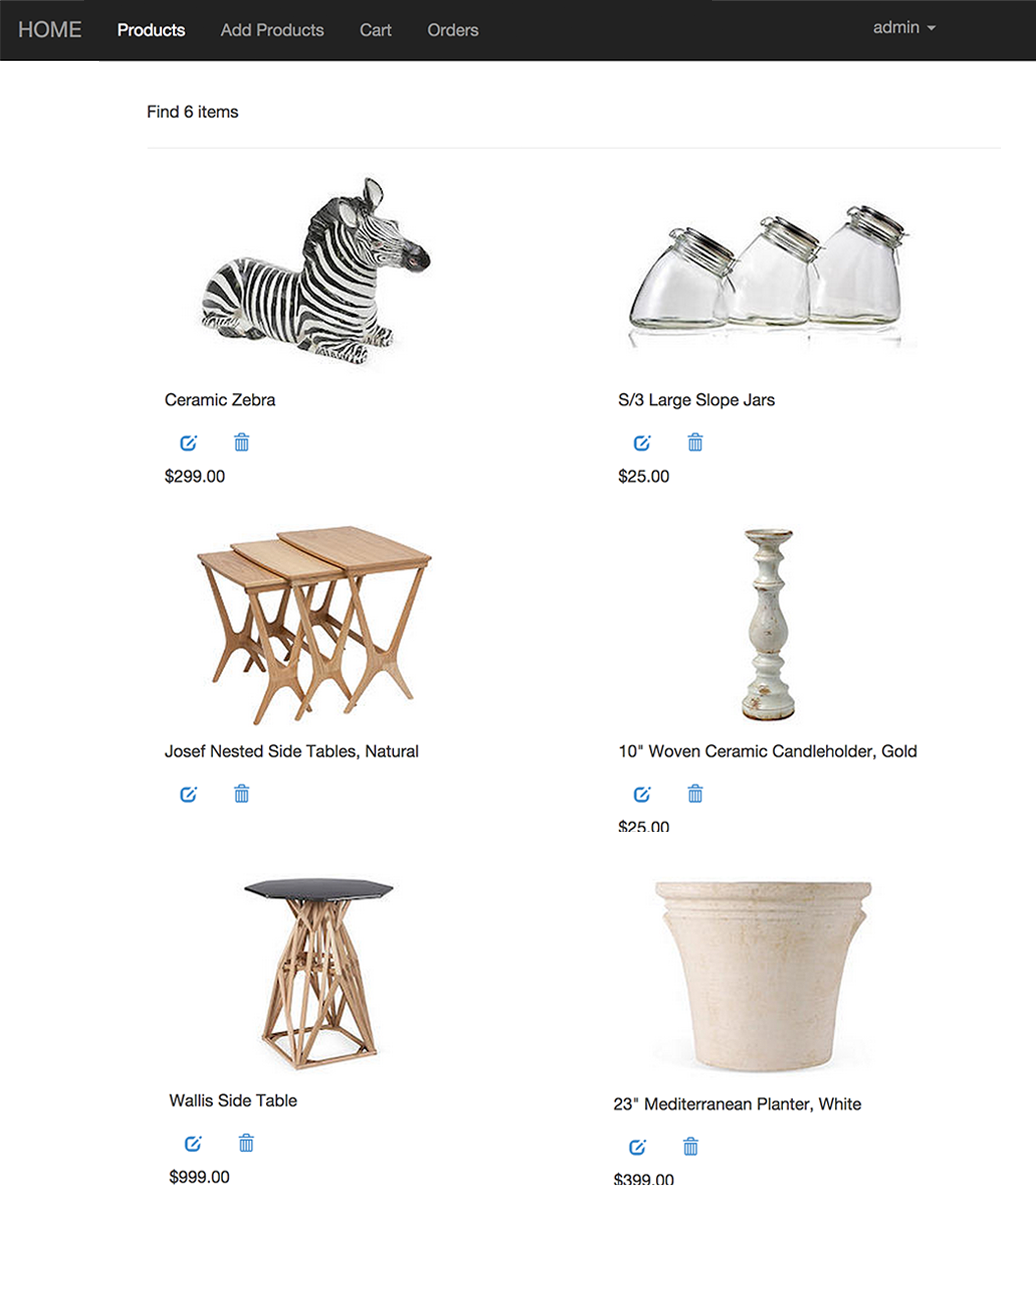 HOME Products Add Products Cart Orders admin
Find 6 items
Ceramic Zebra
$299.00
S/3 Large Slope Jars
$25.00
Josef Nested Side Tables, Natural
10" Woven Ceramic Candleholder, Gold
$25.00
Wallis Side Table
$999.00
23" Mediterranean Planter, White
$399.00